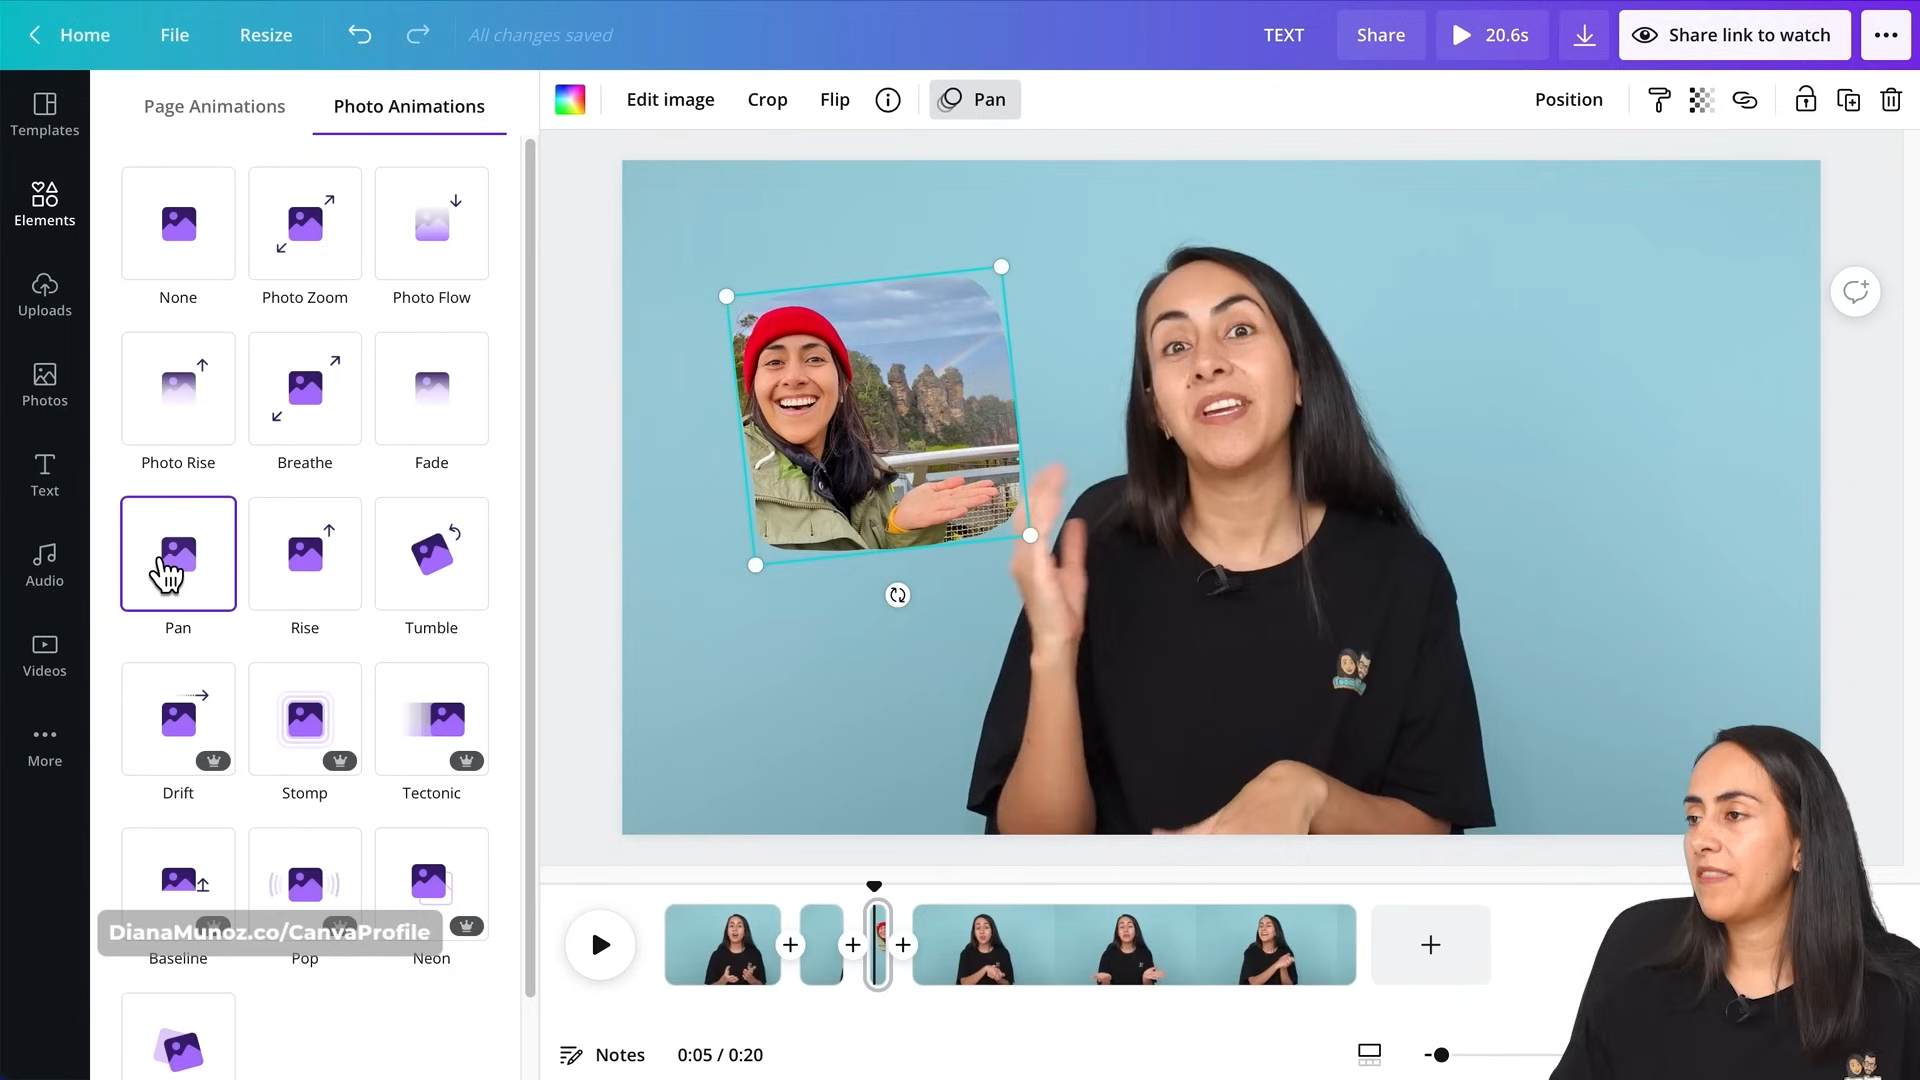 Home
File
Resize
All changes saved
TEXT
Share
20.6s
Share link to watch
Templates
Elements
Uploads
Photos
Text
Audio
Videos
More
Page Animations
Photo Animations
None
Photo Zoom
Photo Flow
Photo Rise
Breathe
Fade
Pan
Rise
Tumble
Drift
Stomp
Tectonic
Baseline
Pop
Neon
DianaMunoz.co/CanvaProfile
Edit image
Crop
Flip
Pan
Position
Notes
0:05 / 0:20